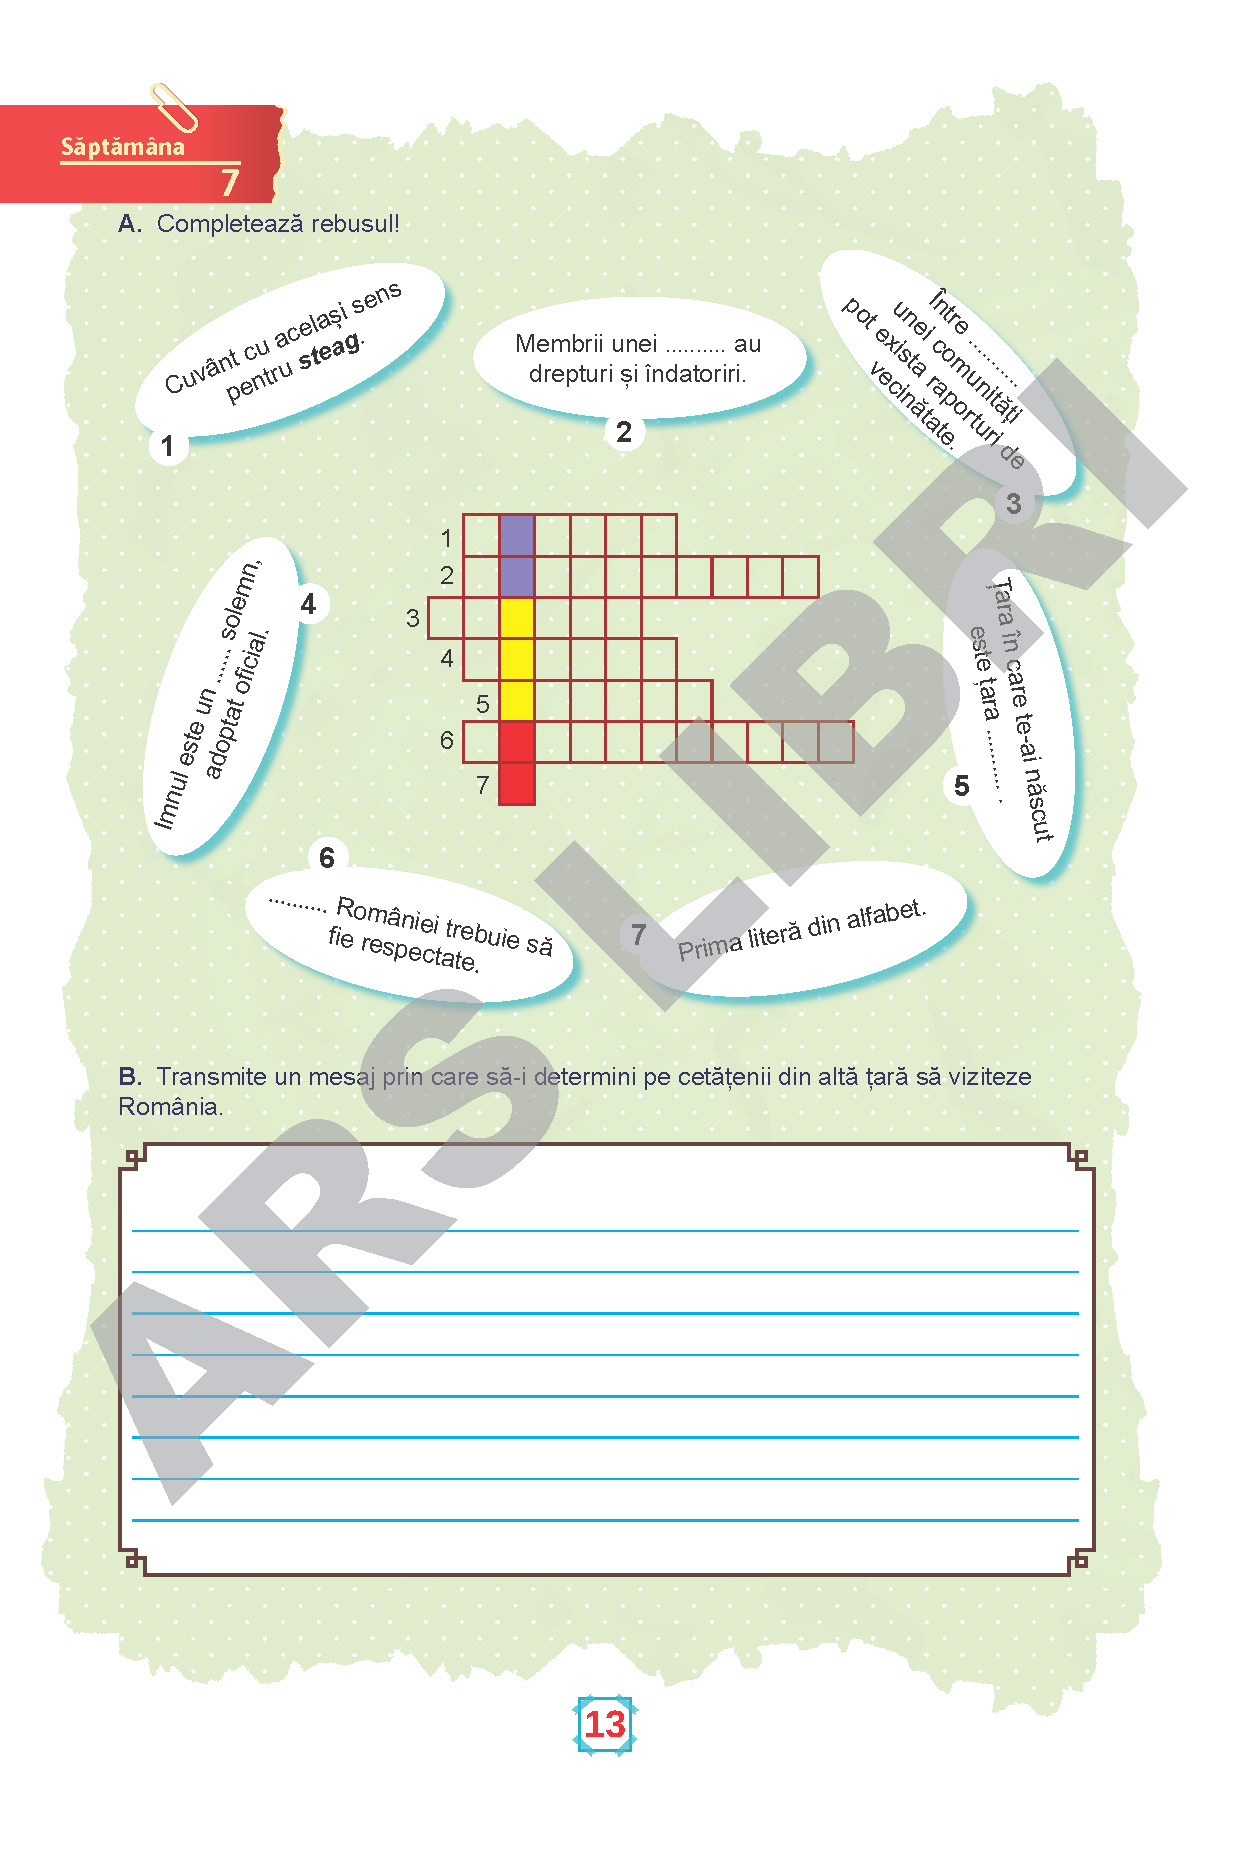 Săptămâna
7
A. Completează rebusul!
Cuvânt cu același sens
pentru steag.
1
Membrii unei .......... au
drepturi și îndatoriri.
2
Între ...........
unei comunități
pot exista raporturi de
vecinătate.
3
Imnul este un ...... solemn,
adoptat oficial.
4
Țara în care te-ai născut
este țara .......... .
5
1
2
3
4
5
6
7
6
.......... României trebuie să
fie respectate.
7
Prima literă din alfabet.
B. Transmite un mesaj prin care să-i determini pe cetățenii din altă țară să viziteze
România.
ARS LIBRI
13